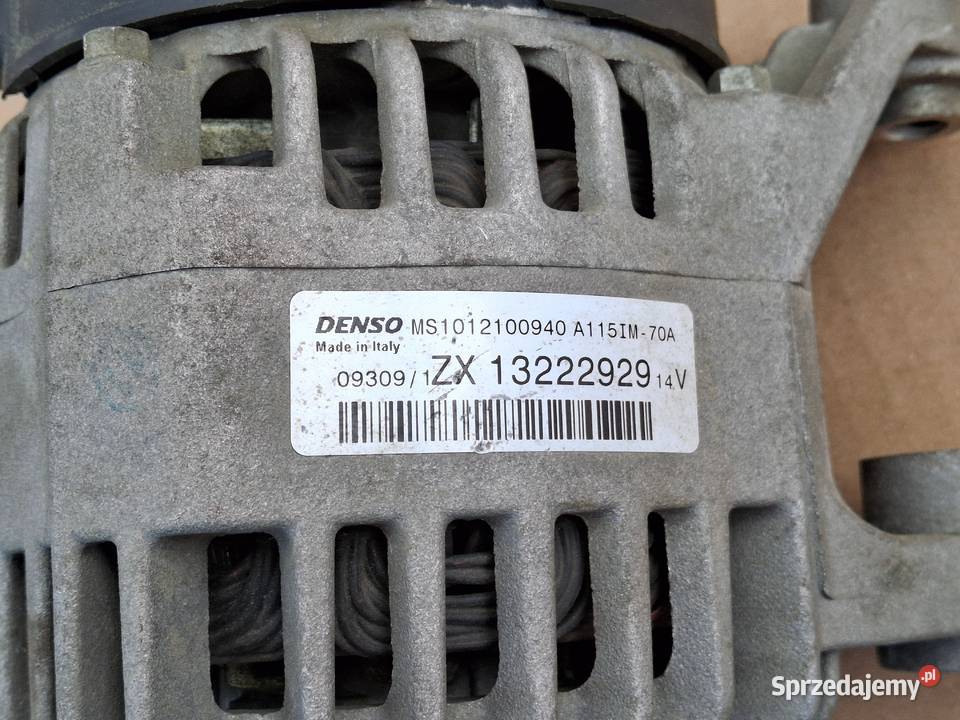 DENSO MS1012100940 A115IM-70A
Made in Italy
09309/1ZX 13222929 14V
Sprzedajemy.pl